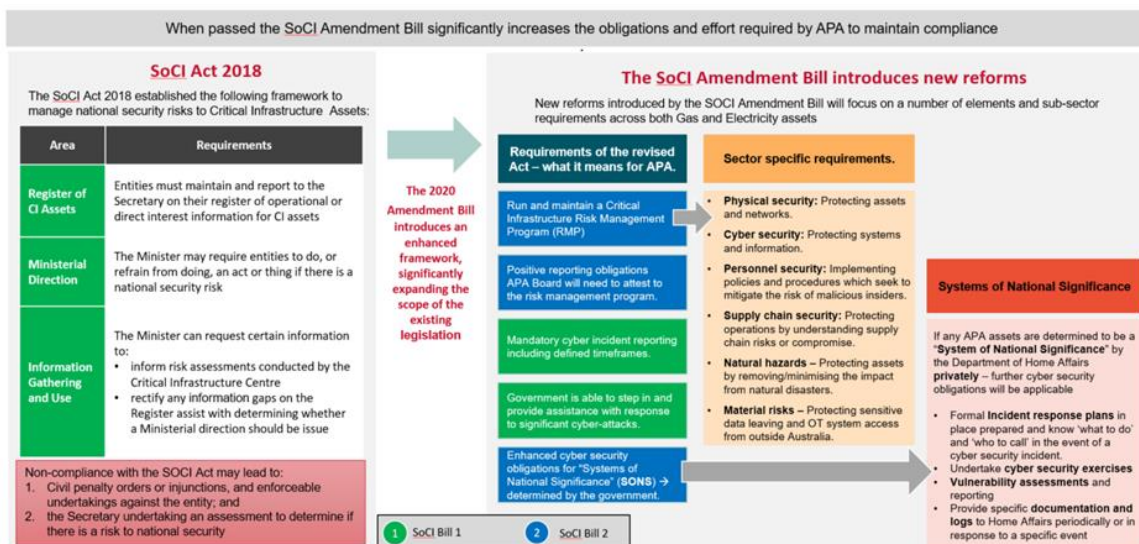 When passed the SoCI Amendment Bill significantly increases the obligations and effort required by APA to maintain compliance
SoCI Act 2018
The SoCI Act 2018 established the following framework to
manage national security risks to Critical Infrastructure Assets:
Area
Requirements
Register of
CI Assets
Entities must maintain and report to the
Secretary on their register of operational or
direct interest information for CI assets
Ministerial
Direction
The Minister may require entities to do, or
refrain from doing, an act or thing if there is a
national security risk
Information
Gathering
and Use
The Minister can request certain information
to:
• inform risk assessments conducted by the
Critical Infrastructure Centre
• rectify any information gaps on the
Register assist with determining whether
a Ministerial direction should be issue
Non-compliance with the SOCI Act may lead to:
1. Civil penalty orders or injunctions, and enforceable
undertakings against the entity; and
2. the Secretary undertaking an assessment to determine if
there is a risk to national security
The 2020
Amendment Bill
introduces an
enhanced
framework,
significantly
expanding the
scope of the
existing
legislation
The SoCI Amendment Bill introduces new reforms
New reforms introduced by the SOCI Amendment Bill will focus on a number of elements and sub-sector
requirements across both Gas and Electricity assets
Requirements of the revised
Act – what it means for APA.
Run and maintain a Critical
Infrastructure Risk Management
Program (RMP)
Positive reporting obligations
APA Board will need to attest to
the risk management program.
Mandatory cyber incident reporting
including defined timeframes.
Government is able to step in and
provide assistance with response
to significant cyber-attacks.
Enhanced cyber security
obligations for "Systems of
National Significance" (SONS) →
determined by the government.
Sector specific requirements.
• Physical security: Protecting assets
and networks.
• Cyber security: Protecting systems
and information.
• Personnel security: Implementing
policies and procedures which seek to
mitigate the risk of malicious insiders.
• Supply chain security: Protecting
operations by understanding supply
chain risks or compromise.
• Natural hazards – Protecting assets
by removing/minimising the impact
from natural disasters.
• Material risks – Protecting sensitive
data leaving and OT system access
from outside Australia.
Systems of National Significance
If any APA assets are determined to be a
"System of National Significance" by
the Department of Home Affairs
privately – further cyber security
obligations will be applicable
• Formal Incident response plans in
place prepared and know 'what to do'
and 'who to call' in the event of a
cyber security incident.
• Undertake cyber security exercises
• Vulnerability assessments and
reporting
• Provide specific documentation and
logs to Home Affairs periodically or in
response to a specific event
1 SoCI Bill 1
2 SoCI Bill 2